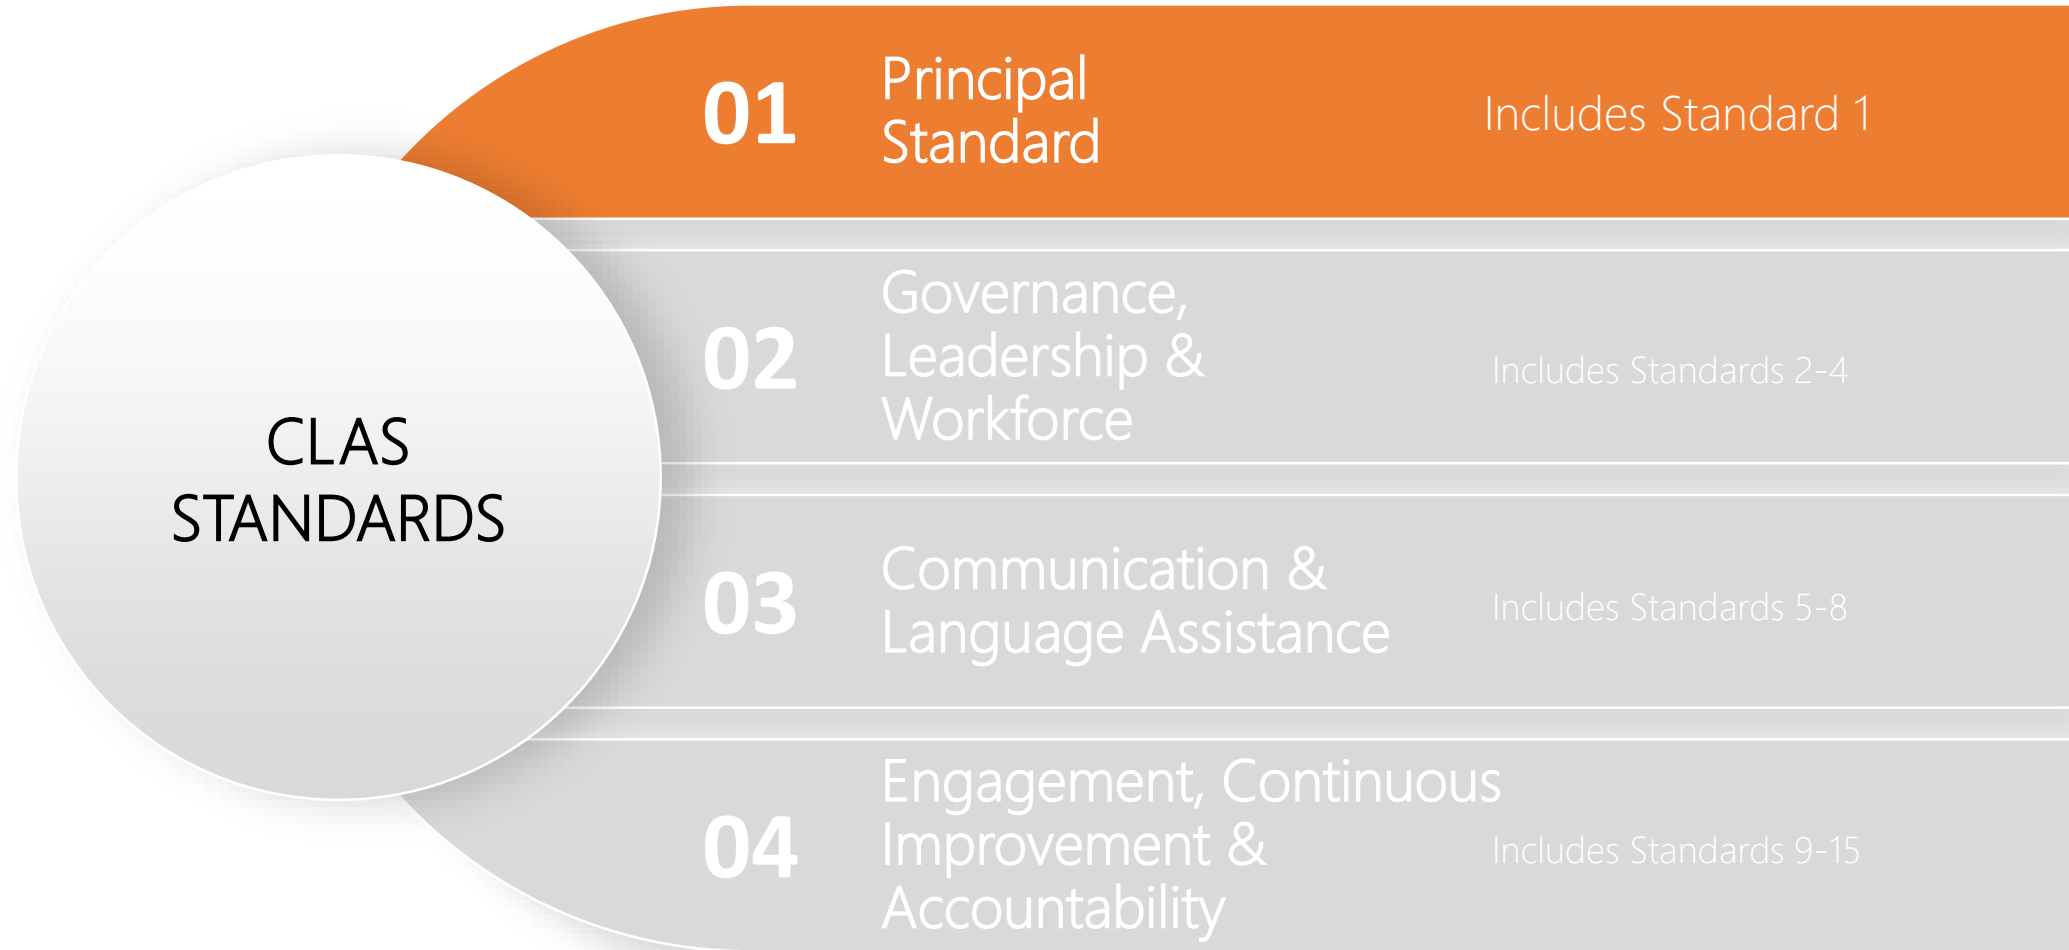 CLAS
STANDARDS
01
Principal
Standard
Includes Standard 1
02
Governance,
Leadership &
Workforce
Includes Standards 2-4
03
Communication &
Language Assistance
Includes Standards 5-8
04
Engagement, Continuous
Improvement &
Accountability
Includes Standards 9-15